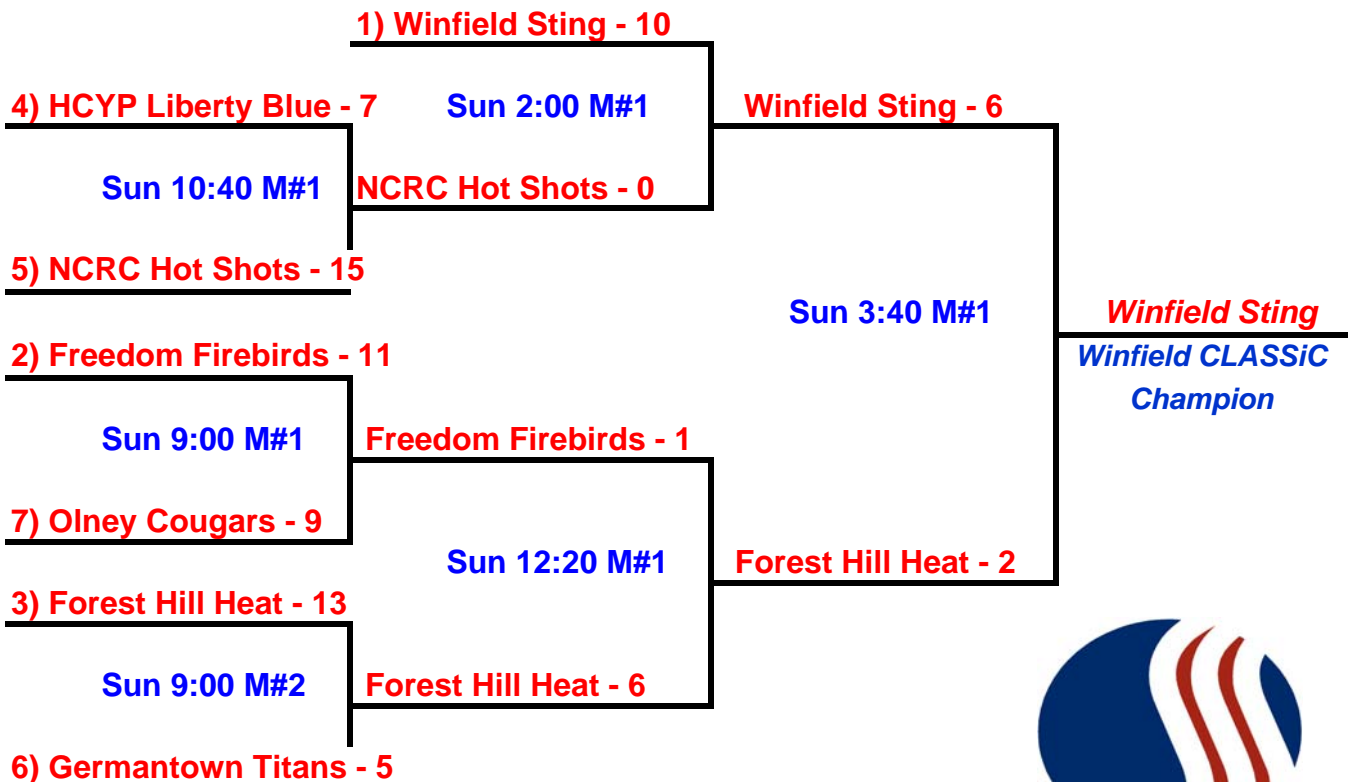 1) Winfield Sting - 10
4) HCYP Liberty Blue - 7
Sun 2:00 M#1
Winfield Sting - 6
Sun 10:40 M#1
NCRC Hot Shots - 0
5) NCRC Hot Shots - 15
Sun 3:40 M#1
Winfield Sting
2) Freedom Firebirds - 11
Winfield CLASSiC
Champion
Sun 9:00 M#1
Freedom Firebirds - 1
7) Olney Cougars - 9
Sun 12:20 M#1
Forest Hill Heat - 2
3) Forest Hill Heat - 13
Sun 9:00 M#2
Forest Hill Heat - 6
6) Germantown Titans - 5